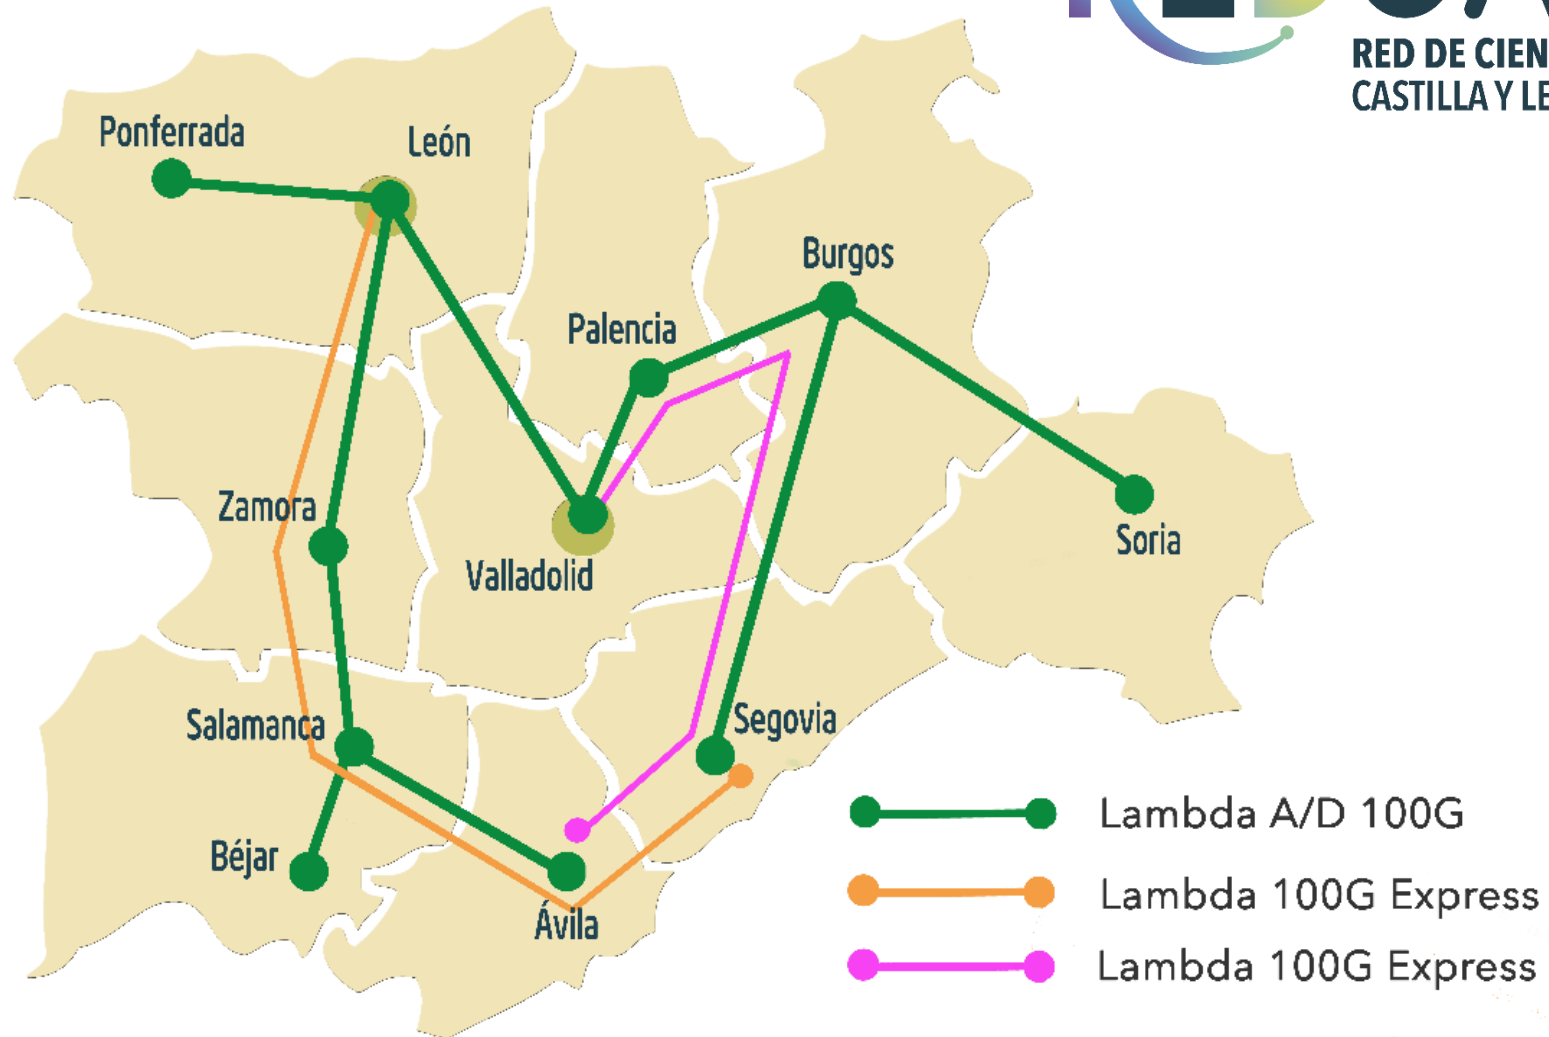 RED DE CIEN
CASTILLA Y LE
Ponferrada
León
Burgos
Palencia
Zamora
Valladolid
Soria
Salamanca
Segovia
Béjar
Ávila
Lambda A/D 100G
Lambda 100G Express
Lambda 100G Express